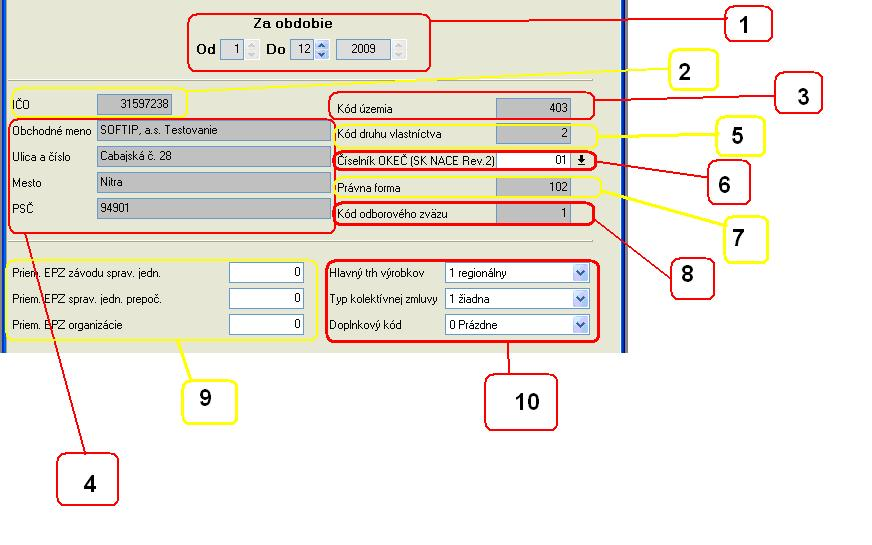 Za obdobie
1
Od 1 Do 12 2009
2
IČO 31597238
3
Kód územia 403
Obchodné meno SOFTIP, a.s. Testovanie
Kód druhu vlastníctva 2
5
Ulica a číslo Cabajská č. 28
Číselník OKEČ (SK NACE Rev.2) 01
6
Mesto Nitra
Právna forma 102
7
PSČ 94901
Kód odborového zväzu 1
8
Priem. EPZ závodu sprav. jedn. 0
Hlavný trh výrobkov 1 regionálny
Priem. EPZ sprav. jedn. prepoč. 0
Typ kolektívnej zmluvy 1 žiadna
Priem. EPZ organizácie 0
Doplnkový kód 0 Prázdne
9
10
4